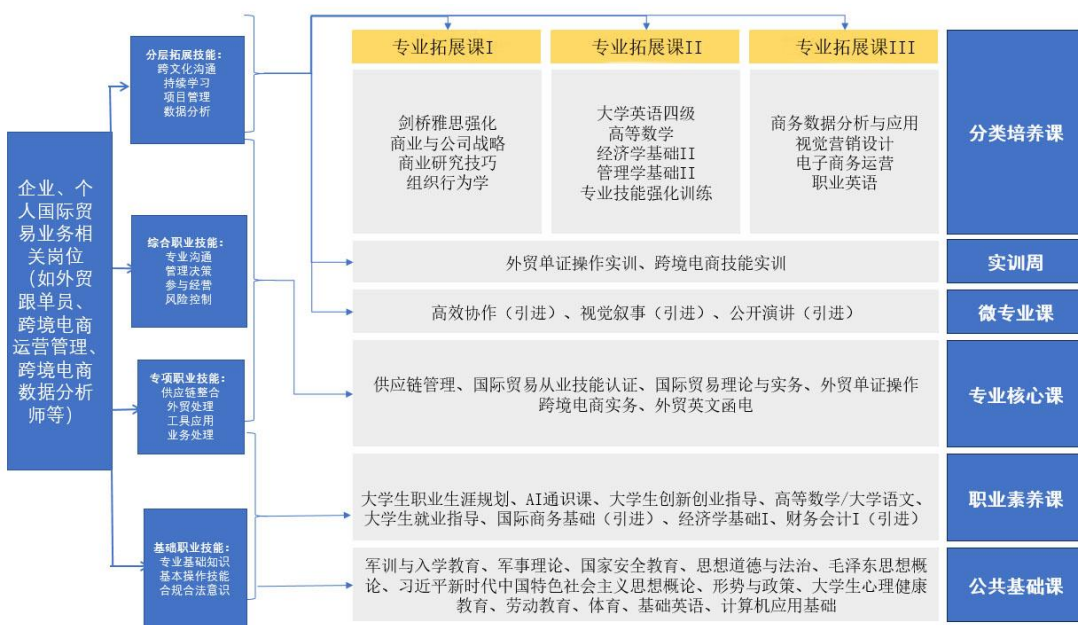 企业、个
人国际贸
易业务相
关岗位
（如外贸
跟单员、
跨境电商
运营管理、
跨境电商
数据分析
师等）
分层拓展技能：
跨文化沟通
持续学习
项目管理
数据分析
综合职业技能：
专业沟通
管理决策
参与经营
风险控制
专项职业技能：
供应链整合
外贸处理
工具应用
业务处理
基础职业技能：
专业基础知识
基本操作技能
合规合法意识
专业拓展课I
剑桥雅思强化
商业与公司战略
商业研究技巧
组织行为学
专业拓展课II
大学英语四级
高等数学
经济学基础II
管理学基础II
专业技能强化训练
专业拓展课III
商务数据分析与应用
视觉营销设计
电子商务运营
职业英语
分类培养课
外贸单证操作实训、跨境电商技能实训
实训周
高效协作（引进）、视觉叙事（引进）、公开演讲（引进）
微专业课
供应链管理、国际贸易从业技能认证、国际贸易理论与实务、外贸单证操作
跨境电商实务、外贸英文函电
专业核心课
大学生职业生涯规划、AI通识课、大学生创新创业指导、高等数学/大学语文、
大学生就业指导、国际商务基础（引进）、经济学基础I、财务会计I（引进）
职业素养课
军训与入学教育、军事理论、国家安全教育、思想道德与法治、毛泽东思想概
论、习近平新时代中国特色社会主义思想概论、形势与政策、大学生心理健康
教育、劳动教育、体育、基础英语、计算机应用基础
公共基础课